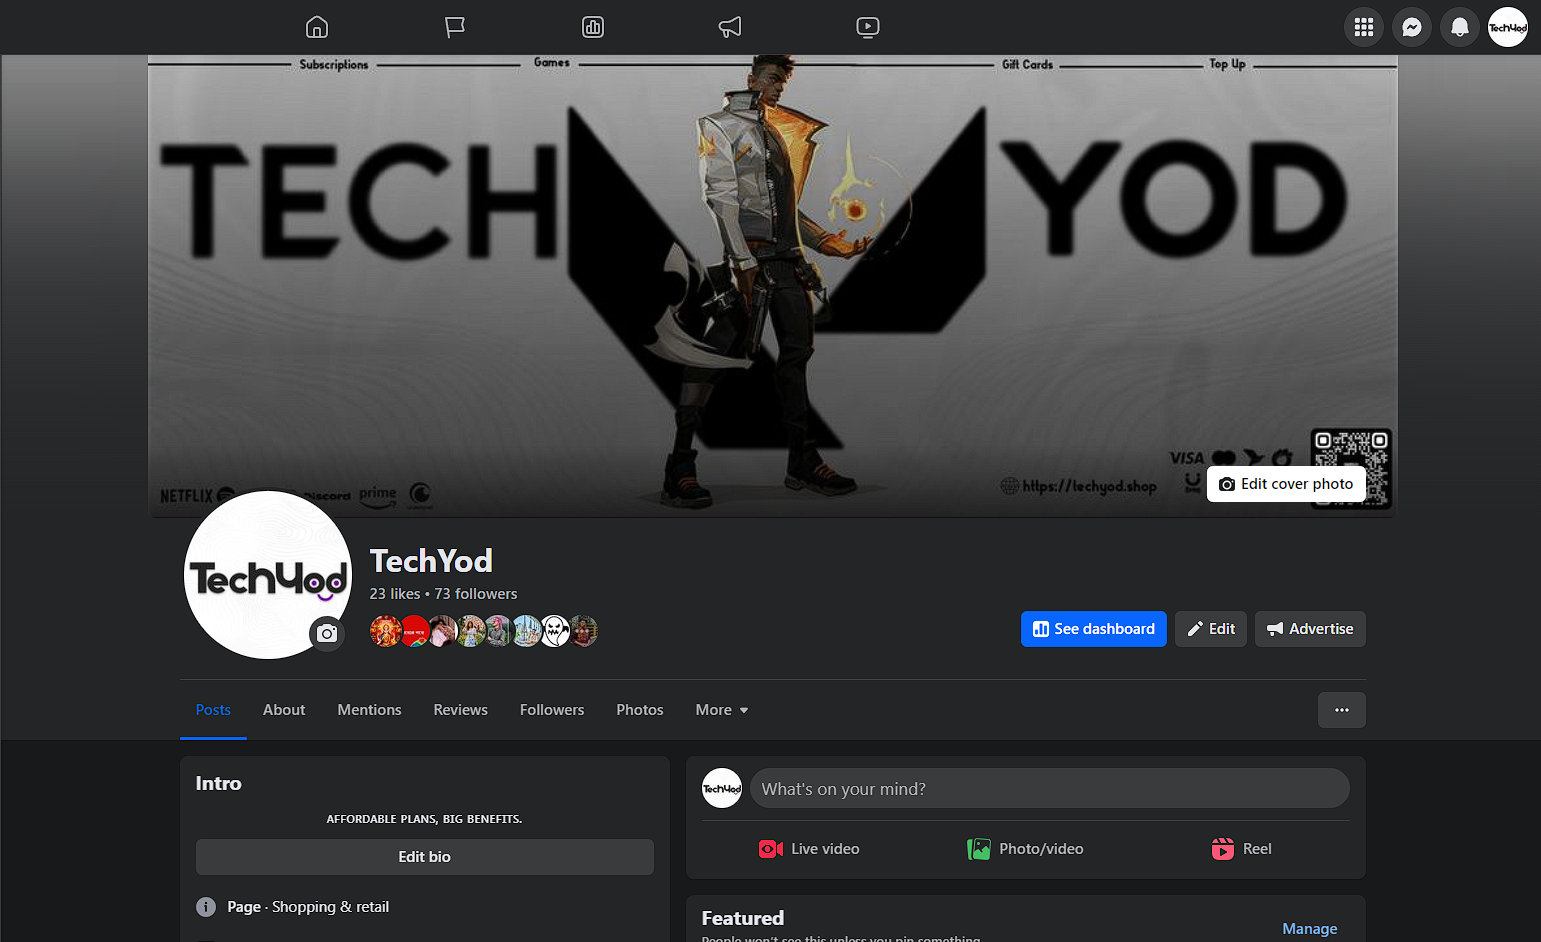 TechYod
Subscriptions
Games
Gift Cards
Top Up
TECH YOD
NETFLIX
Discord
prime
https://techyod.shop
VISA
Edit cover photo
TechYod
TechYod
23 likes • 73 followers
See dashboard
Edit
Advertise
Posts
About
Mentions
Reviews
Followers
Photos
More
Intro
AFFORDABLE PLANS, BIG BENEFITS.
Edit bio
Page · Shopping & retail
TechYod
What's on your mind?
Live video
Photo/video
Reel
Featured
Manage
People won't see this unless you pin something.